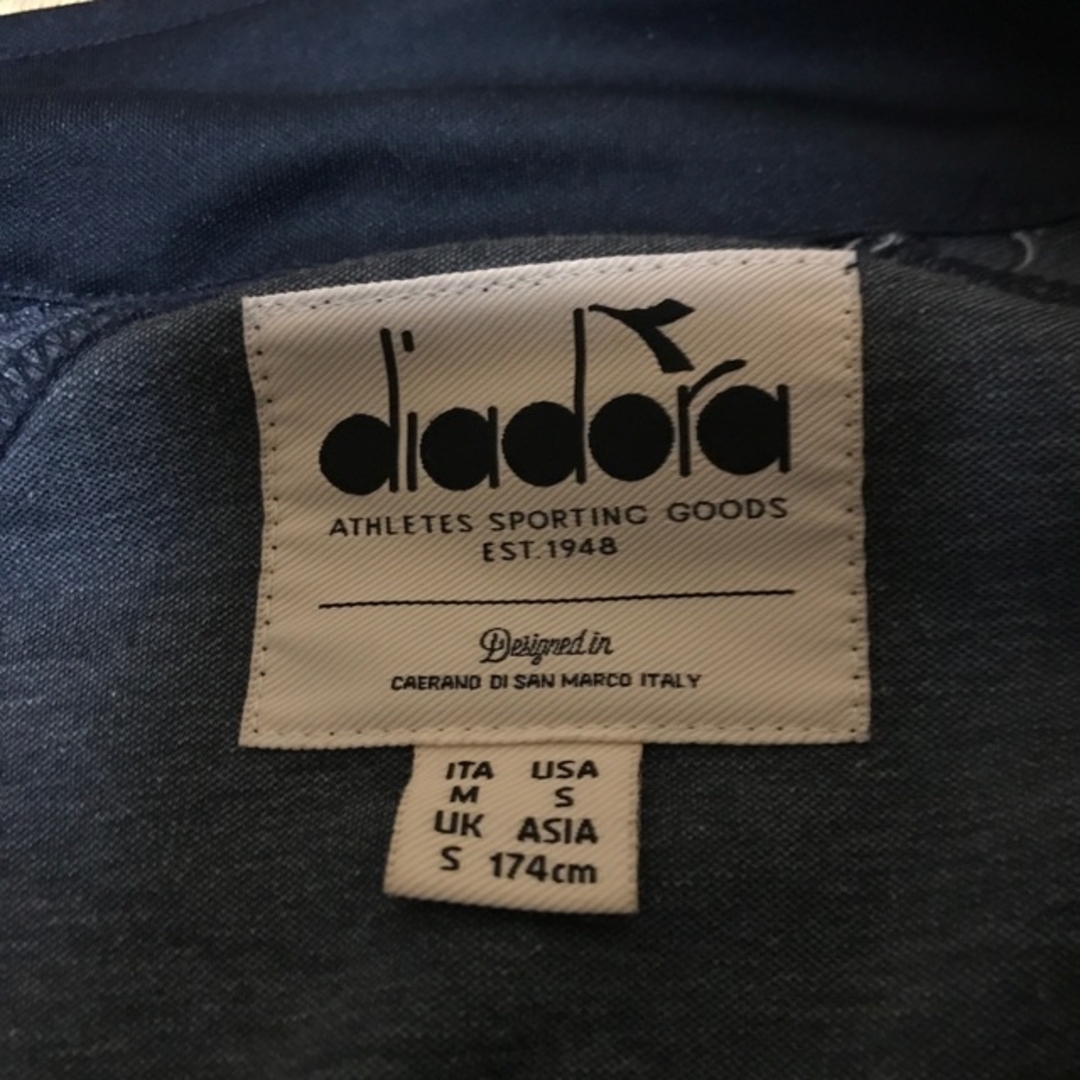 diadora
ATHLETES SPORTING GOODS
EST. 1948
Designed in
CAERANO DI SAN MARCO ITALY
ITA USA
M S
UK ASIA
S 174cm